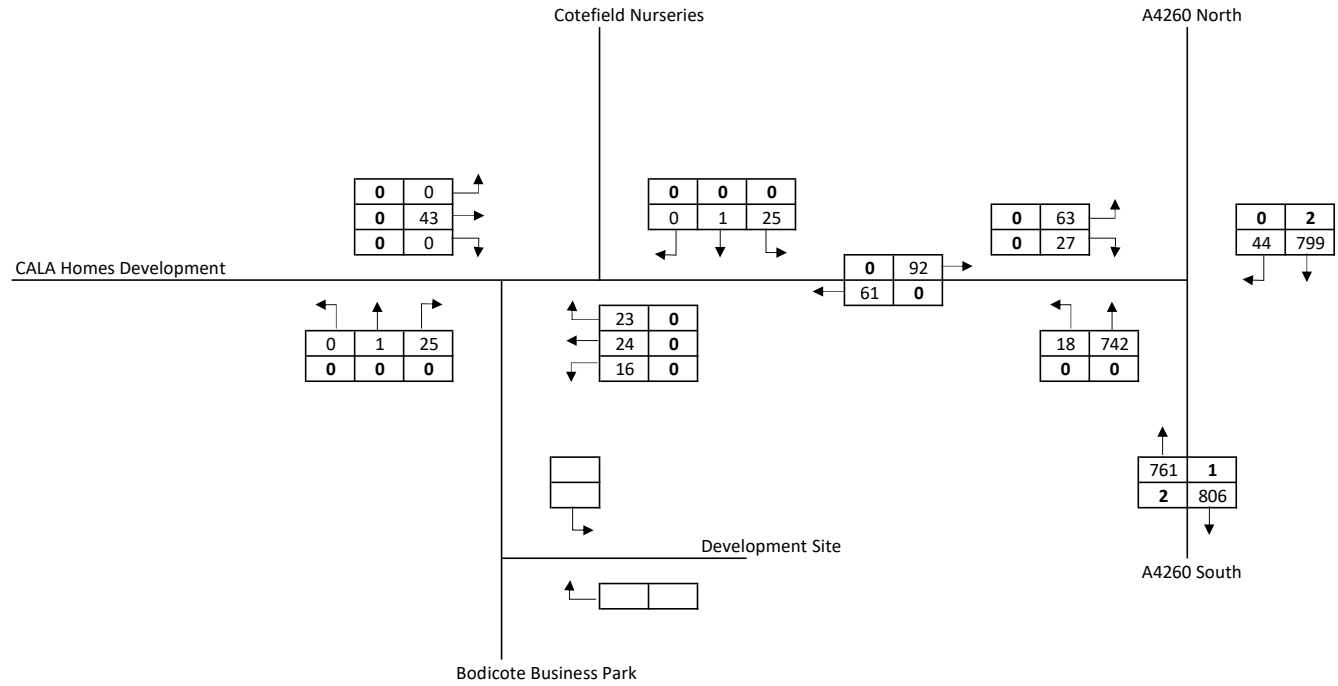 Cotefield Nurseries
A4260 North
0 0
0 43
0 0
0 0 0
0 1 25
0 63
0 27
0 2
44 799
CALA Homes Development
0 92
61 0
0 1 25
0 0 0
23 0
24 0
16 0
18 742
0 0
761 1
2 806
Development Site
A4260 South
Bodicote Business Park